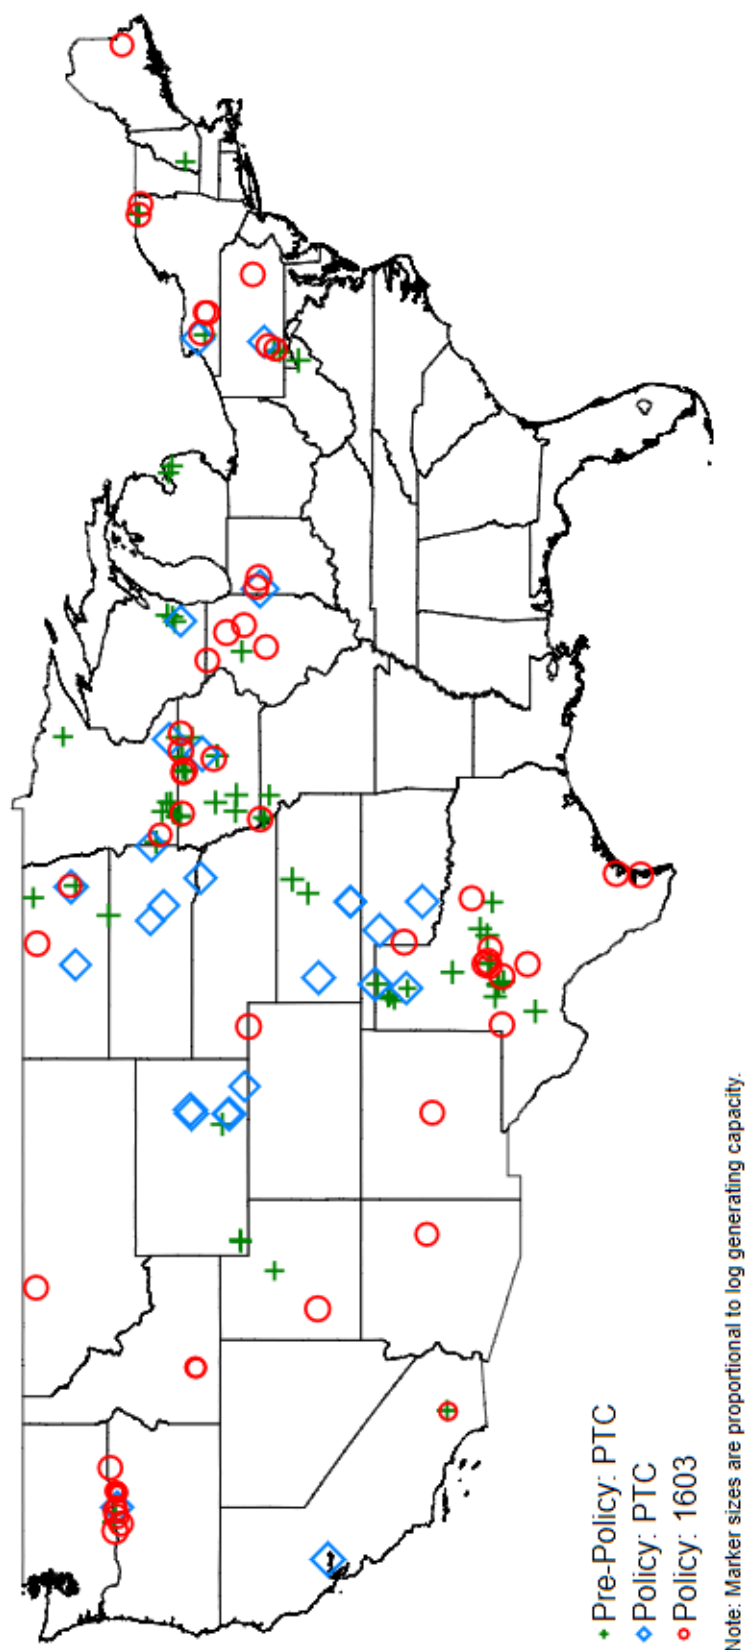 Pre-Policy: PTC
Policy: PTC
Policy: 1603
Note: Marker sizes are proportional to log generating capacity.